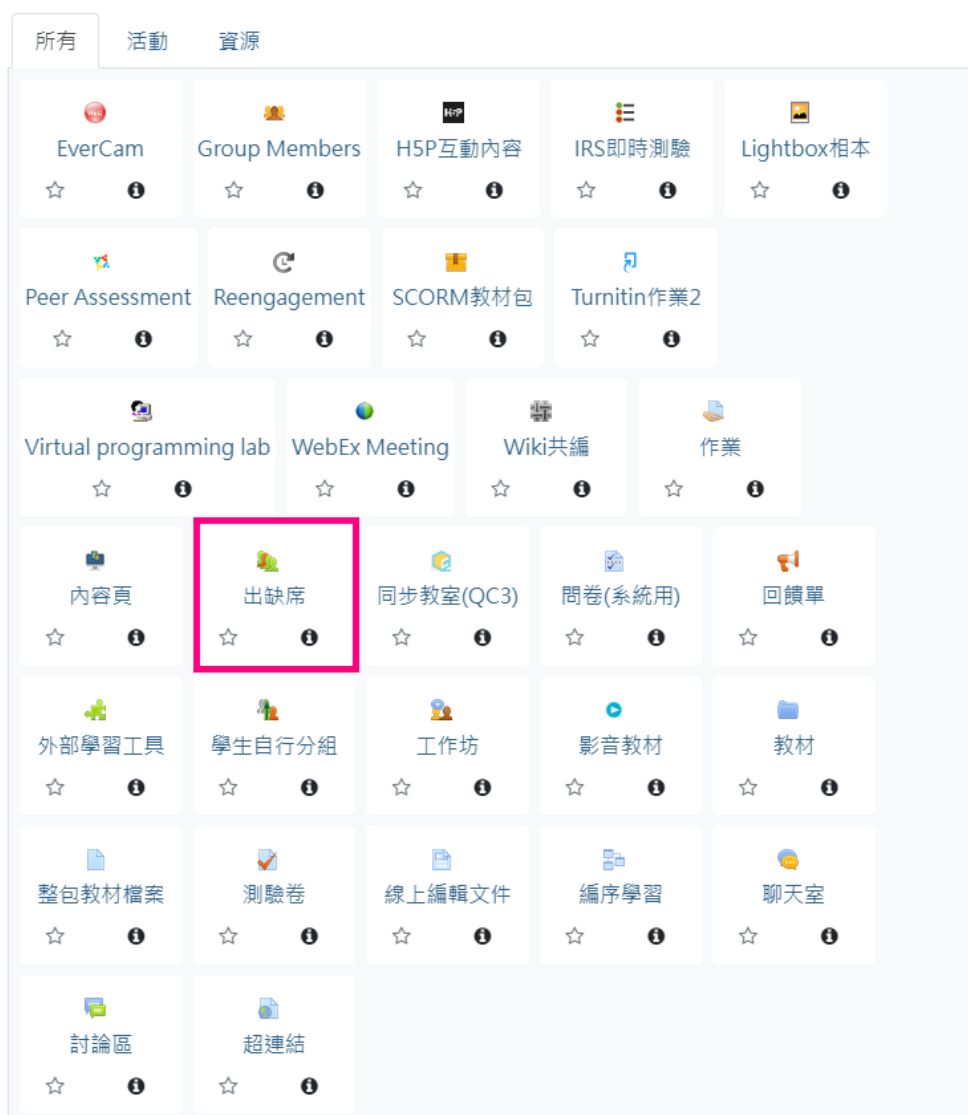 所有 活動 資源
EverCam Group Members H5P互動內容 IRS即時測驗 Lightbox相本
Peer Assessment Reengagement SCORM教材包 Turnitin作業2
Virtual programming lab WebEx Meeting Wiki共編 作業
內容頁 出缺席 同步教室(QC3) 問卷(系統用) 回饋單
外部學習工具 學生自行分組 工作坊 影音教材 教材
整包教材檔案 測驗卷 線上編輯文件 編序學習 聊天室
討論區 超連結